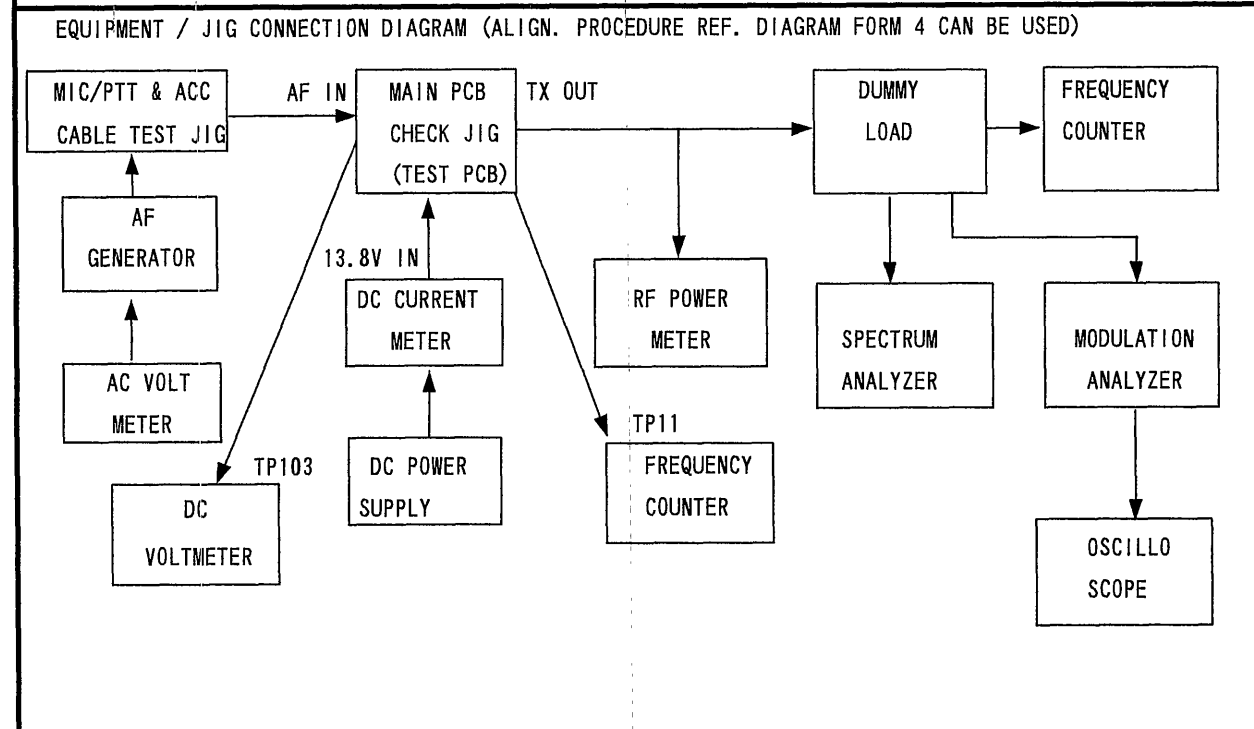 EQUIPMENT / JIG CONNECTION DIAGRAM (ALIGN. PROCEDURE REF. DIAGRAM FORM 4 CAN BE USED)
MIC/PTT & ACC
CABLE TEST JIG
AF IN
MAIN PCB
CHECK JIG
(TEST PCB)
TX OUT
DUMMY
LOAD
FREQUENCY
COUNTER
AF
GENERATOR
13.8V IN
DC CURRENT
METER
RF POWER
METER
SPECTRUM
ANALYZER
MODULATION
ANALYZER
AC VOLT
METER
TP103
DC
VOLTMETER
DC POWER
SUPPLY
TP11
FREQUENCY
COUNTER
OSCILLO
SCOPE